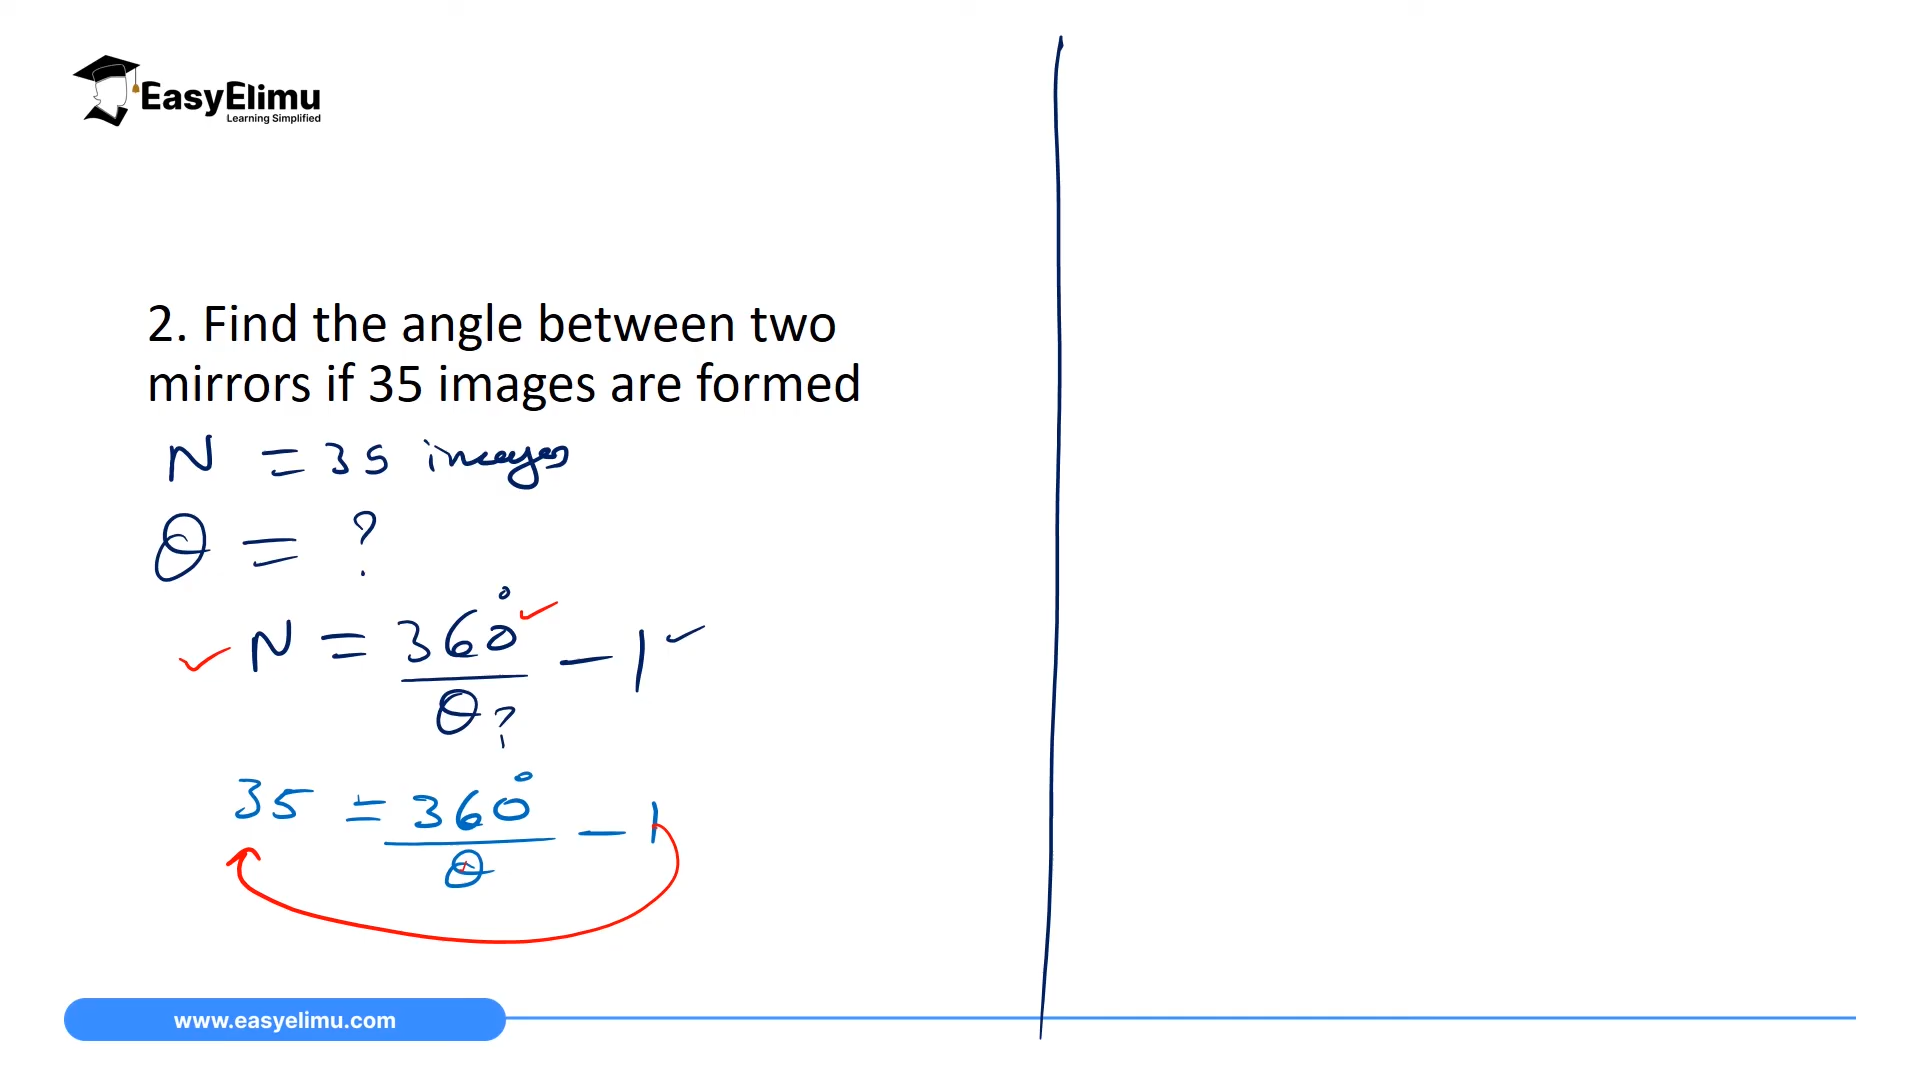 EasyElimu
Learning Simplified
2. Find the angle between two
mirrors if 35 images are formed
N = 35 images
θ = ?
N = 360° / θ ? - 1
35 = 360° / θ - 1
www.easyelimu.com